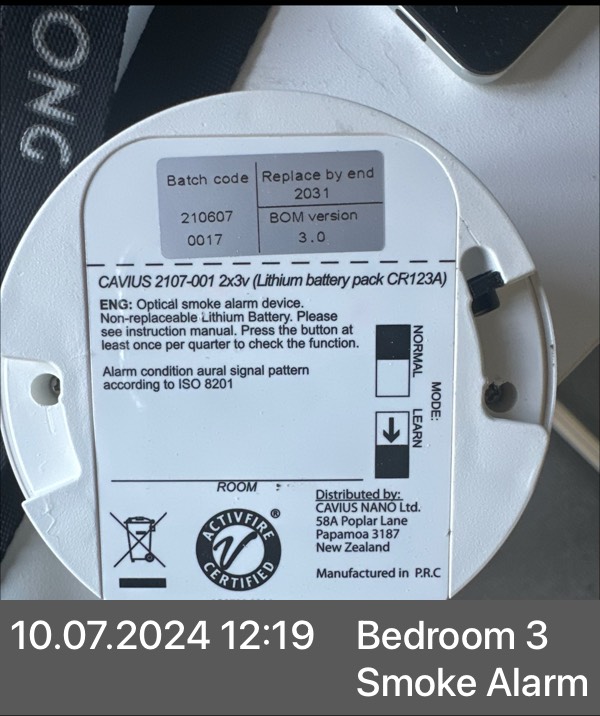 TONG
Batch code
210607
0017
Replace by end
2031
BOM version
3.0
CAVIUS 2107-001 2x3v (Lithium battery pack CR123A)
ENG: Optical smoke alarm device.
Non-replaceable Lithium Battery. Please
see instruction manual. Press the button at
least once per quarter to check the function.
Alarm condition aural signal pattern
according to ISO 8201
MODE:
NORMAL
LEARN
ROOM
ACTIVFIRE ®
CERTIFIED
Distributed by:
CAVIUS NANO Ltd.
58A Poplar Lane
Papamoa 3187
New Zealand
Manufactured in P.R.C
10.07.2024 12:19
Bedroom 3
Smoke Alarm